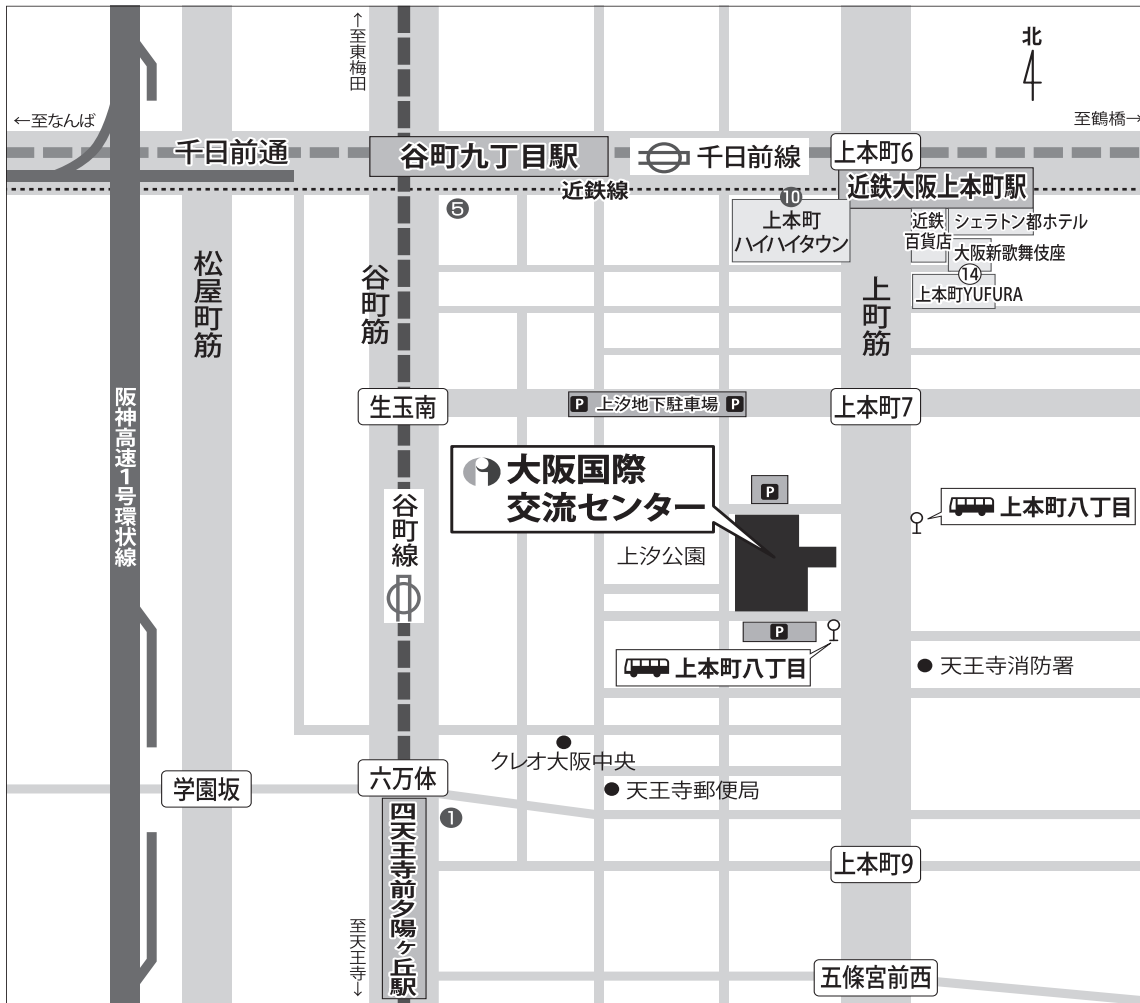 ↑至東梅田
北
←至なんば
至鶴橋→
千日前通
谷町九丁目駅
千日前線
上本町6
近鉄線
近鉄大阪上本町駅
5
10
上本町
ハイハイタウン
近鉄
百貨店
シェラトン都ホテル
大阪新歌舞伎座
14
上本町YUFURA
松屋町筋
谷町筋
上町筋
阪神高速1号環状線
生玉南
P 上汐地下駐車場 P
上本町7
大阪国際
交流センター
P
上本町八丁目
谷町線
上汐公園
P
上本町八丁目
天王寺消防署
クレオ大阪中央
学園坂
六万体
天王寺郵便局
1
四天王寺前夕陽ヶ丘駅
上本町9
至天王寺↓
五條宮前西